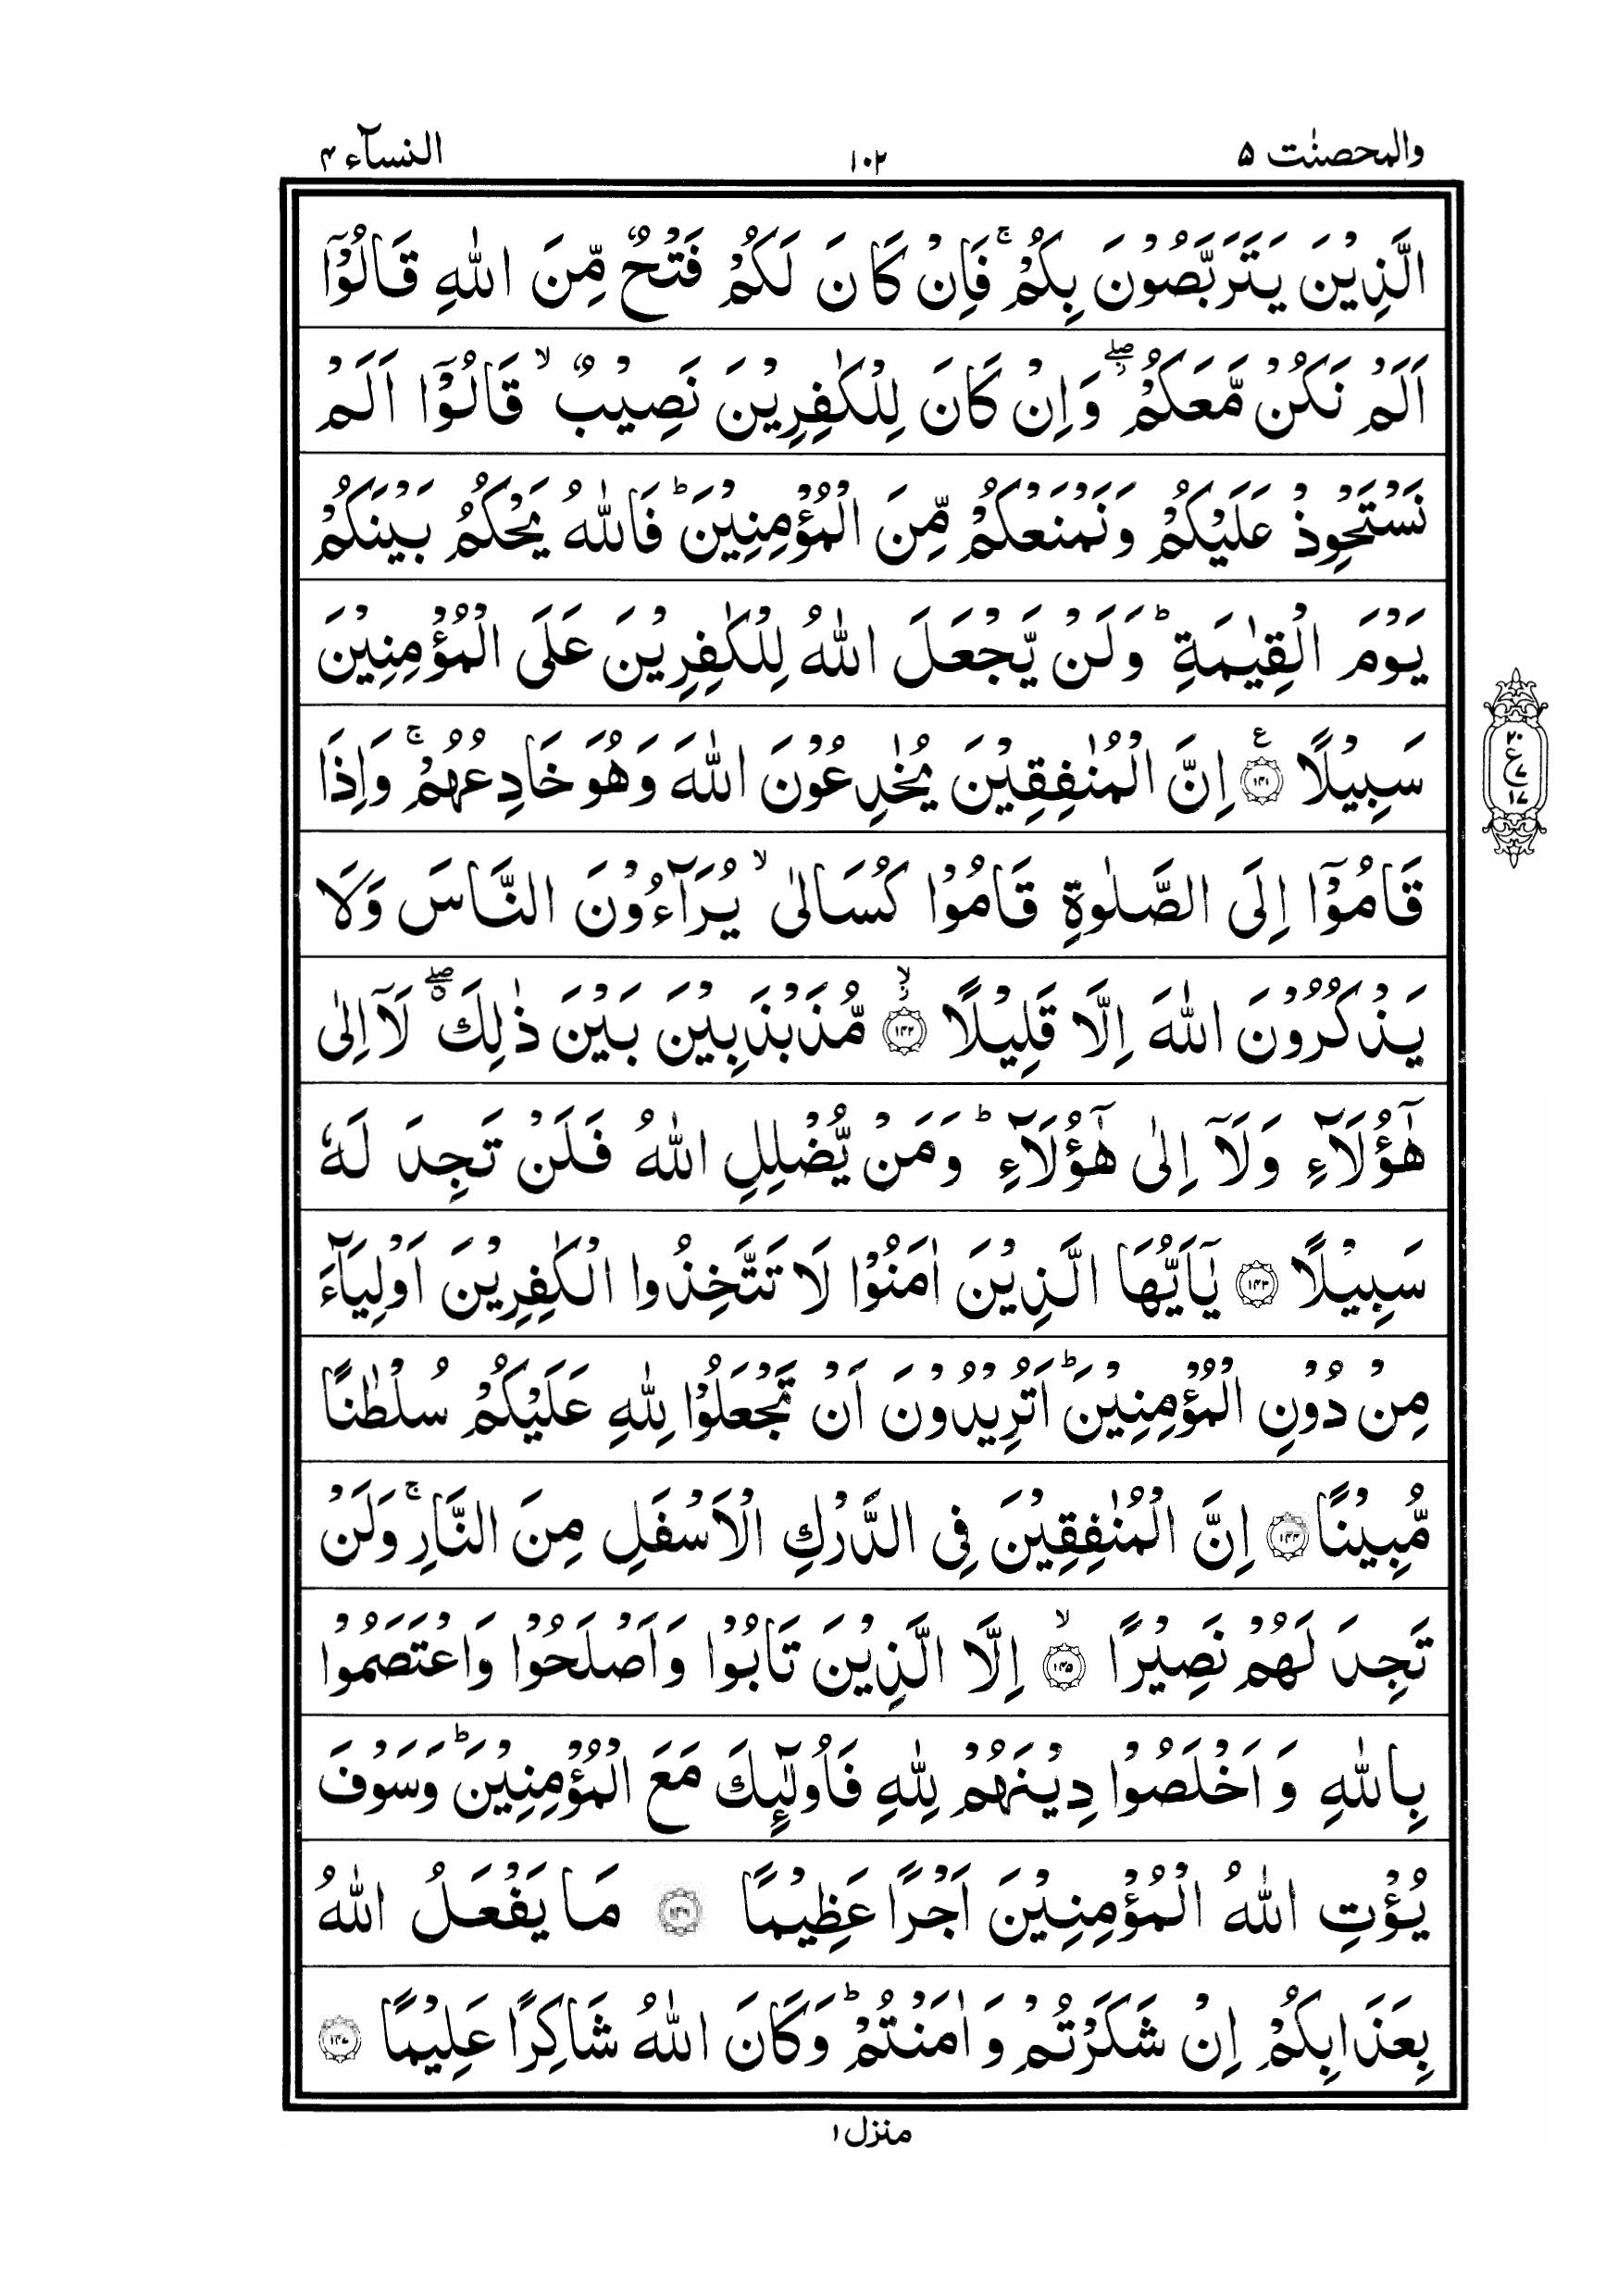 والمحصنٰت ۵ ۱۰۲ النسآء ۴
الَّذِيْنَ يَتَرَبَّصُوْنَ بِكُمْ ۚ فَاِنْ كَانَ لَكُمْ فَتْحٌ مِّنَ اللّٰهِ قَالُوْۤا
اَلَمْ نَكُنْ مَّعَكُمْ ۖ وَاِنْ كَانَ لِلْكٰفِرِيْنَ نَصِيْبٌ ۙ قَالُوْۤا اَلَمْ
نَسْتَحْوِذْ عَلَيْكُمْ وَنَمْنَعْكُمْ مِّنَ الْمُؤْمِنِيْنَ ؕ فَاللّٰهُ يَحْكُمُ بَيْنَكُمْ
يَوْمَ الْقِيٰمَةِ ؕ وَلَنْ يَّجْعَلَ اللّٰهُ لِلْكٰفِرِيْنَ عَلَى الْمُؤْمِنِيْنَ
سَبِيْلًا ۧ‏ ﴿۱۴۱﴾ اِنَّ الْمُنٰفِقِيْنَ يُخٰدِعُوْنَ اللّٰهَ وَهُوَ خَادِعُهُمْ ۚ وَاِذَا
قَامُوْۤا اِلَى الصَّلٰوةِ قَامُوْا كُسَالٰى ۙ يُرَآءُوْنَ النَّاسَ وَلَا
يَذْكُرُوْنَ اللّٰهَ اِلَّا قَلِيْلًا ۙ ﴿۱۴۲﴾ مُّذَبْذَبِيْنَ بَيْنَ ذٰلِكَ ۖ لَاۤ اِلٰى
هٰۤؤُلَآءِ وَلَاۤ اِلٰى هٰۤؤُلَآءِ ؕ وَمَنْ يُّضْلِلِ اللّٰهُ فَلَنْ تَجِدَ لَهٗ
سَبِيْلًا ﴿۱۴۳﴾ يٰۤاَيُّهَا الَّذِيْنَ اٰمَنُوْا لَا تَتَّخِذُوا الْكٰفِرِيْنَ اَوْلِيَآءَ
مِنْ دُوْنِ الْمُؤْمِنِيْنَ ؕ اَتُرِيْدُوْنَ اَنْ تَجْعَلُوْا لِلّٰهِ عَلَيْكُمْ سُلْطٰنًا
مُّبِيْنًا ﴿۱۴۴﴾ اِنَّ الْمُنٰفِقِيْنَ فِى الدَّرْكِ الْاَسْفَلِ مِنَ النَّارِ ۚ وَلَنْ
تَجِدَ لَهُمْ نَصِيْرًا ۙ ﴿۱۴۵﴾ اِلَّا الَّذِيْنَ تَابُوْا وَاَصْلَحُوْا وَاعْتَصَمُوْا
بِاللّٰهِ وَاَخْلَصُوْا دِيْنَهُمْ لِلّٰهِ فَاُولٰٓئِكَ مَعَ الْمُؤْمِنِيْنَ ؕ وَسَوْفَ
يُؤْتِ اللّٰهُ الْمُؤْمِنِيْنَ اَجْرًا عَظِيْمًا ﴿۱۴۶﴾ مَا يَفْعَلُ اللّٰهُ
بِعَذَابِكُمْ اِنْ شَكَرْتُمْ وَاٰمَنْتُمْ ؕ وَكَانَ اللّٰهُ شَاكِرًا عَلِيْمًا ﴿۱۴۷﴾
۲۰
ع ۷
۱۷
منزل ۱